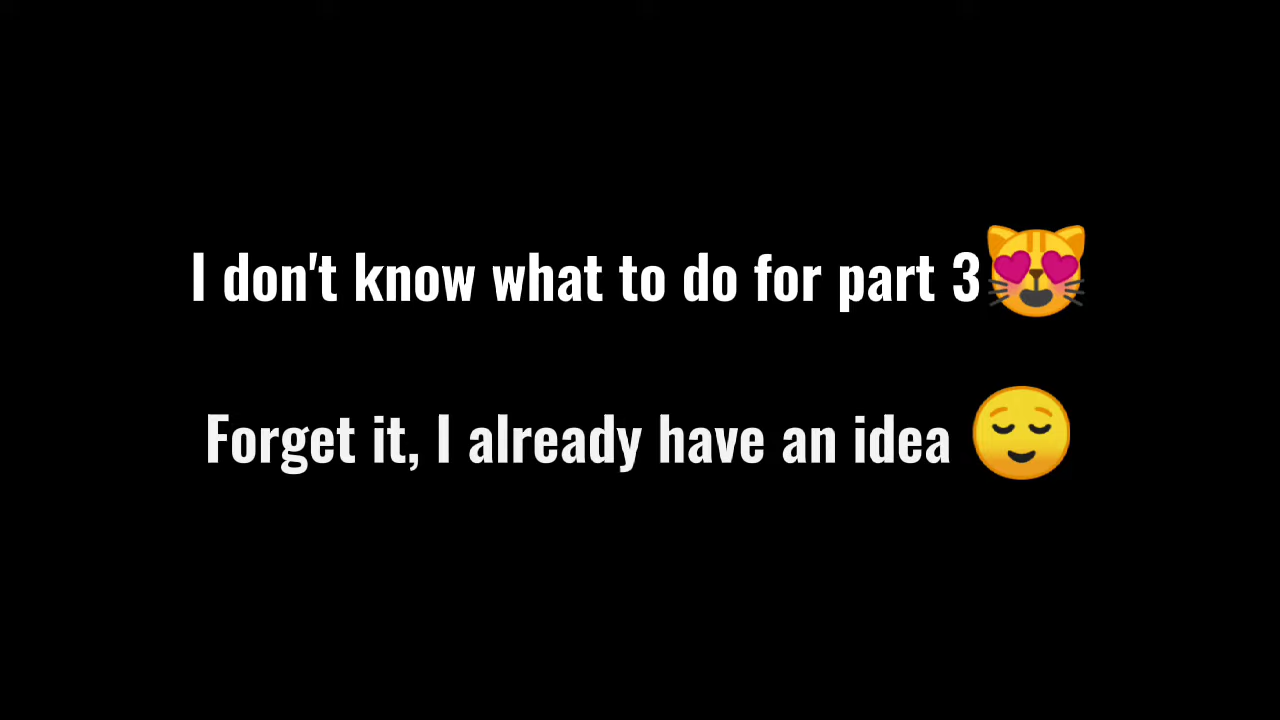 I don't know what to do for part 3😻
Forget it, I already have an idea 😌